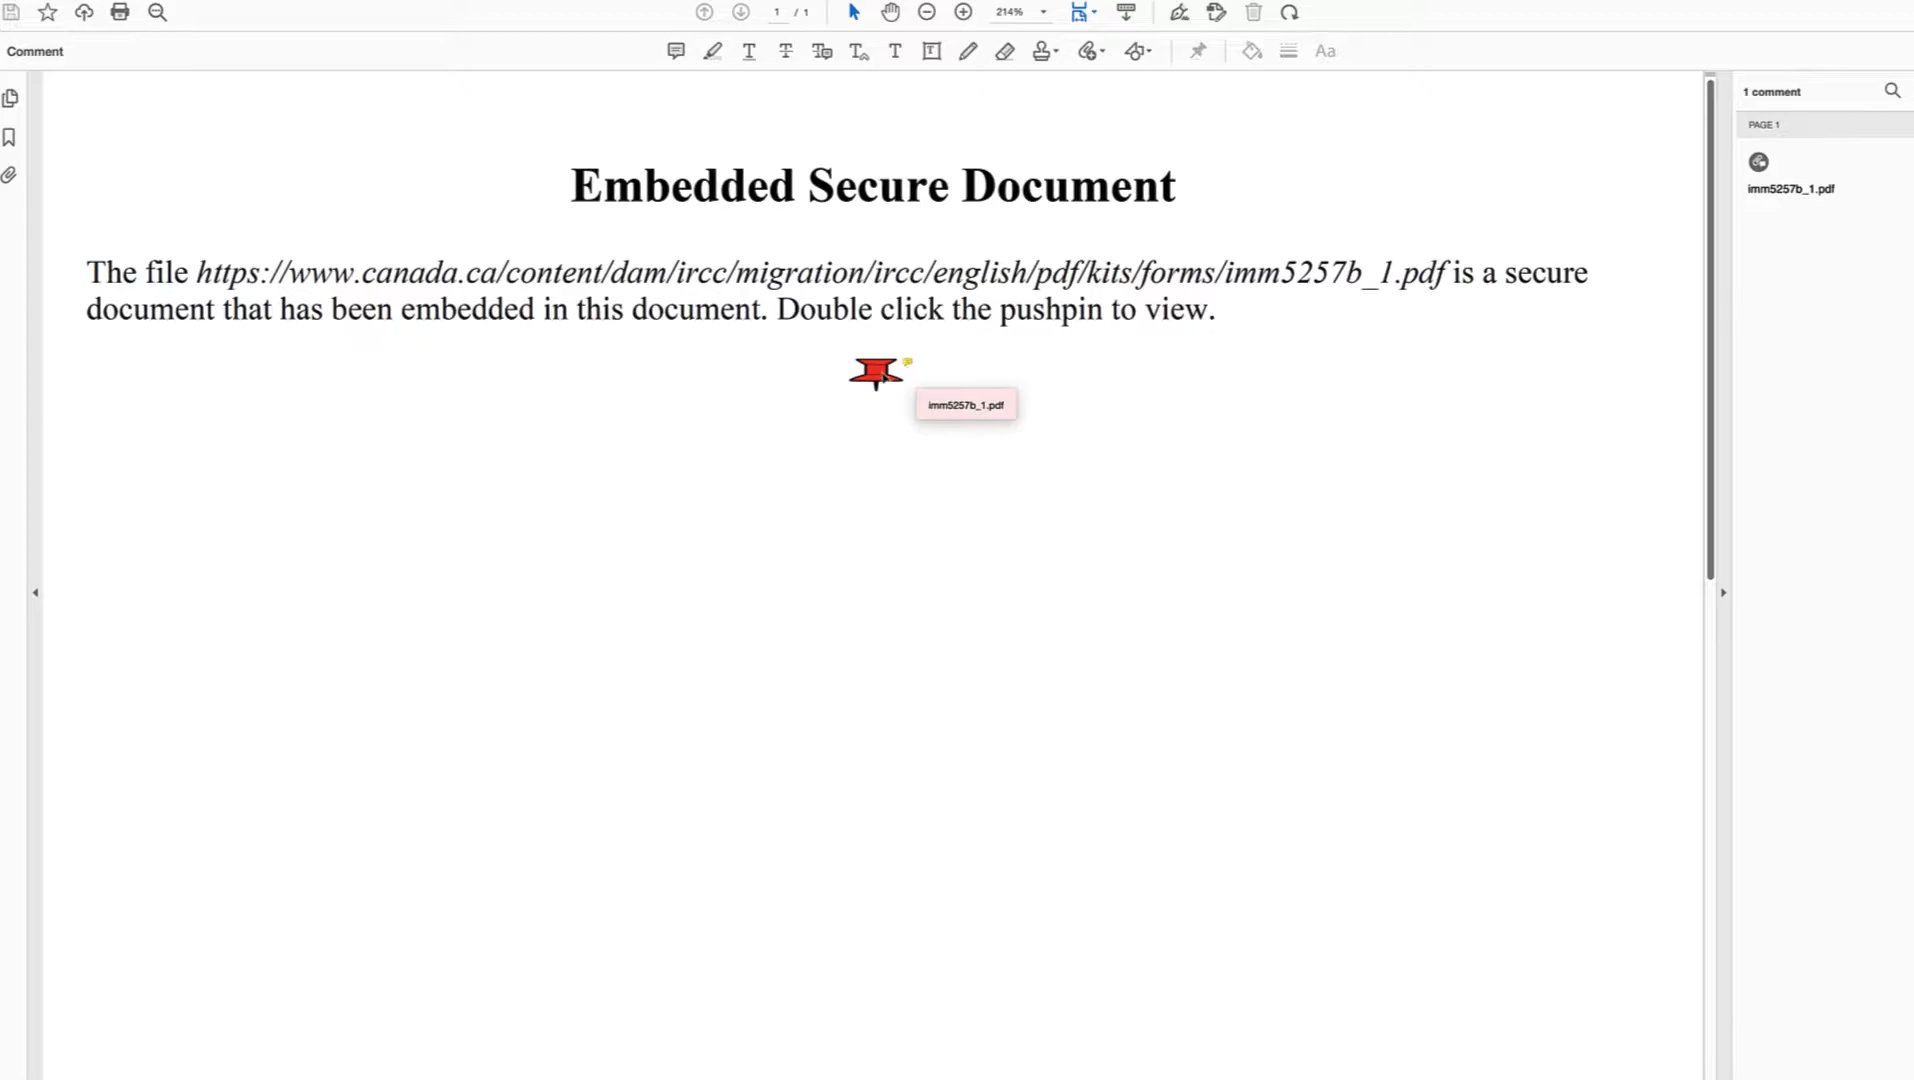 1 / 1
214%
Comment
Aa
1 comment
PAGE 1
imm5257b_1.pdf
Embedded Secure Document
The file https://www.canada.ca/content/dam/ircc/migration/ircc/english/pdf/kits/forms/imm5257b_1.pdf is a secure
document that has been embedded in this document. Double click the pushpin to view.
imm5257b_1.pdf